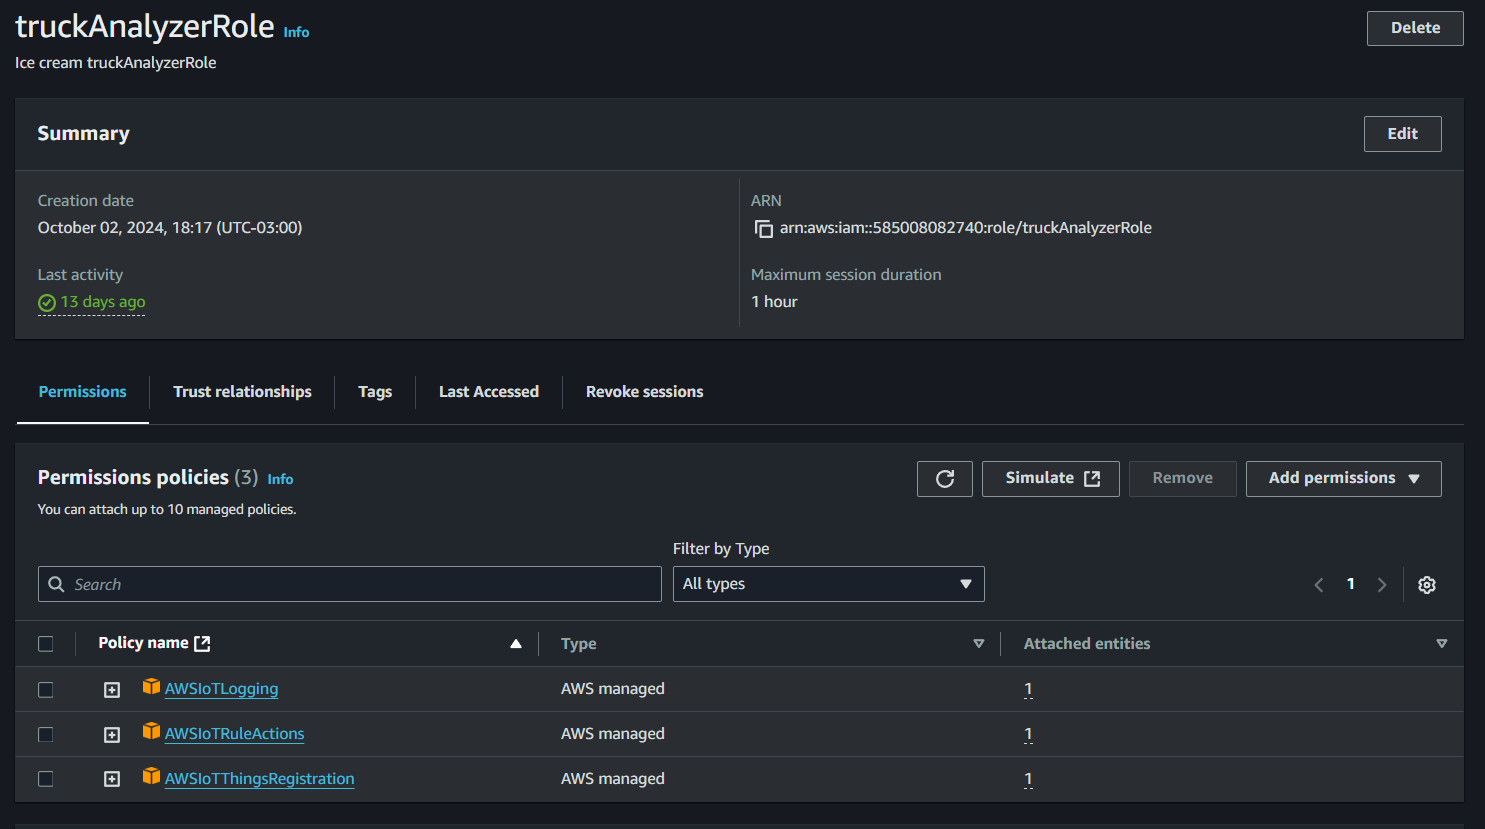 truckAnalyzerRole Info
Delete
Ice cream truckAnalyzerRole
Summary
Edit
Creation date
October 02, 2024, 18:17 (UTC-03:00)
Last activity
13 days ago
ARN
arn:aws:iam::585008082740:role/truckAnalyzerRole
Maximum session duration
1 hour
Permissions Trust relationships Tags Last Accessed Revoke sessions
Permissions policies (3) Info
You can attach up to 10 managed policies.
Simulate Remove Add permissions
Filter by Type
Search All types 1
Policy name Type Attached entities
AWSIoTLogging AWS managed 1
AWSIoTRuleActions AWS managed 1
AWSIoTThingsRegistration AWS managed 1